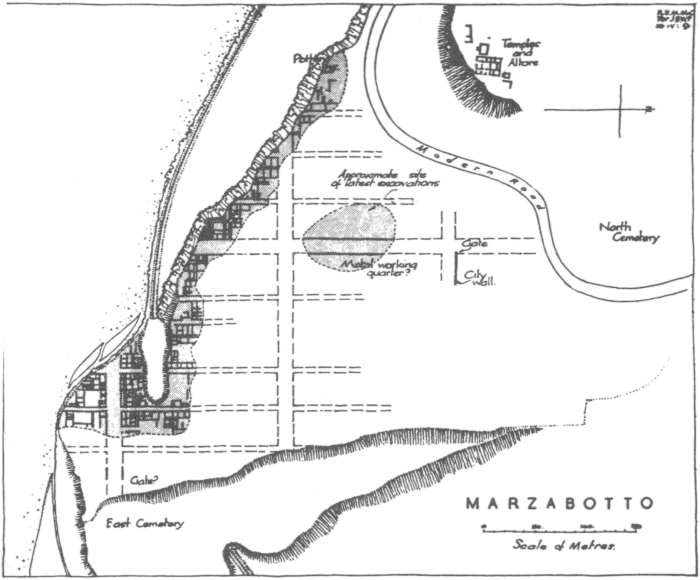 Temples
and
Altars
Modern Road
Approximate site
of latest excavations
North
Cemetery
Gate
Metal working
quarter?
City
wall.
Gate?
East Cemetery
MARZABOTTO
Scale of Metres.